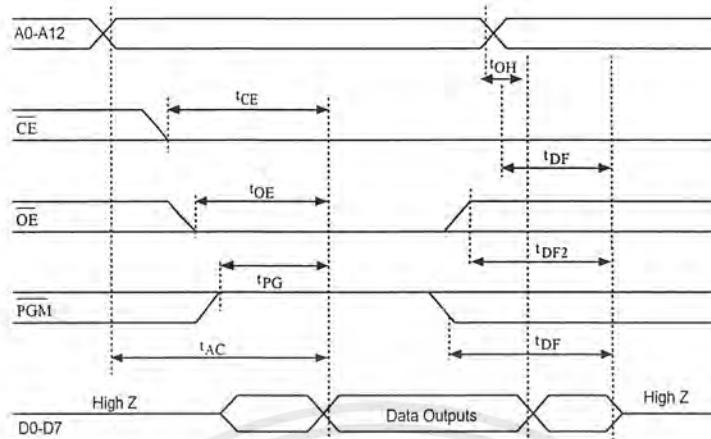 A0-A12
tOH
tCE
CE
tDF
tOE
OE
tDF2
tPG
PGM
tAC
tDF
High Z
Data Outputs
High Z
D0-D7